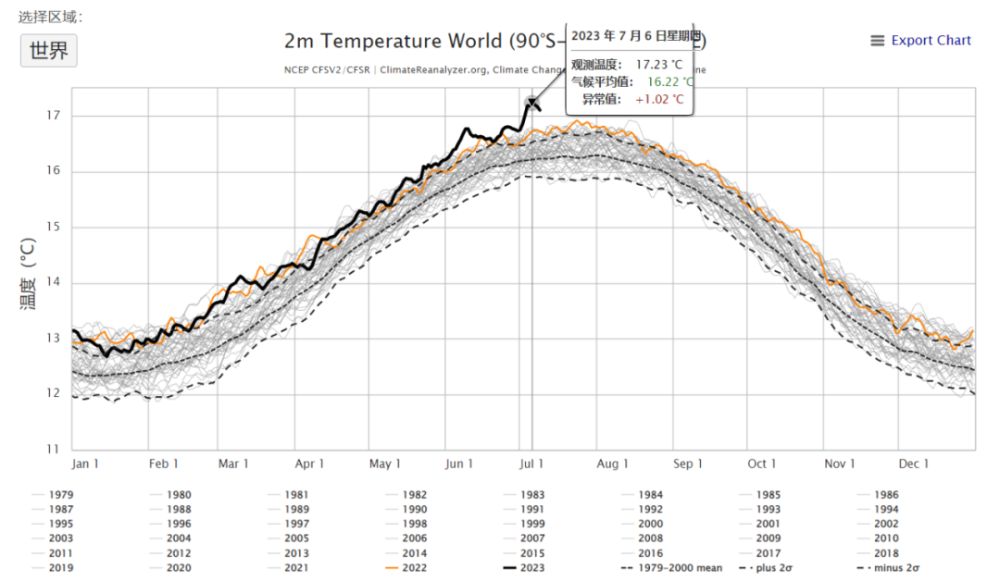 选择区域：
世界
2m Temperature World (90°S–
Export Chart
NCEP CFSV2/CFSR | ClimateReanalyzer.org, Climate Chang
2023 年 7 月 6 日星期四
观测温度： 17.23 °C
气候平均值： 16.22 °C
异常值： +1.02 °C
温度（°C）
17
16
15
14
13
12
11
Jan 1 Feb 1 Mar 1 Apr 1 May 1 Jun 1 Jul 1 Aug 1 Sep 1 Oct 1 Nov 1 Dec 1
1979 1980 1981 1982 1983 1984 1985 1986
1987 1988 1989 1990 1991 1992 1993 1994
1995 1996 1997 1998 1999 2000 2001 2002
2003 2004 2005 2006 2007 2008 2009 2010
2011 2012 2013 2014 2015 2016 2017 2018
2019 2020 2021 2022 2023 1979-2000 mean plus 2σ minus 2σ